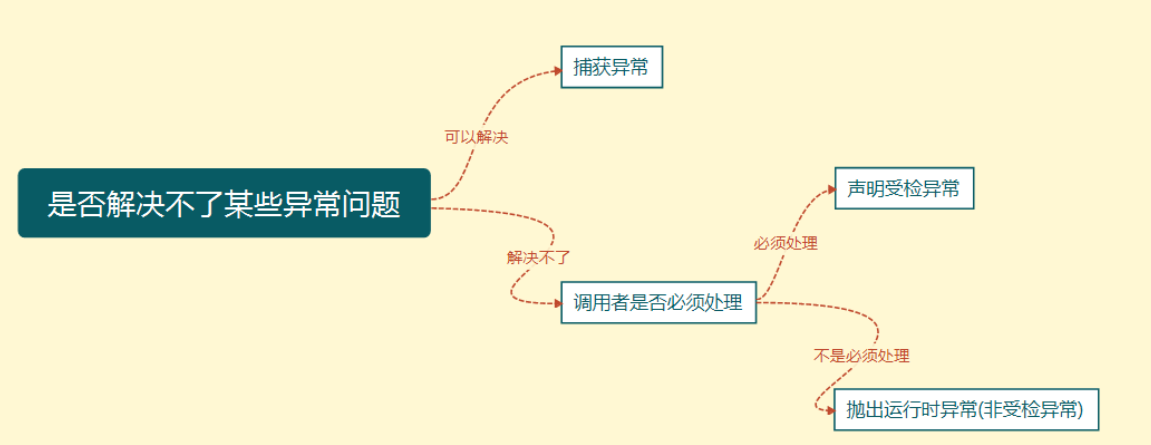 捕获异常
可以解决
是否解决不了某些异常问题
声明受检异常
必须处理
解决不了
调用者是否必须处理
不是必须处理
抛出运行时异常(非受检异常)